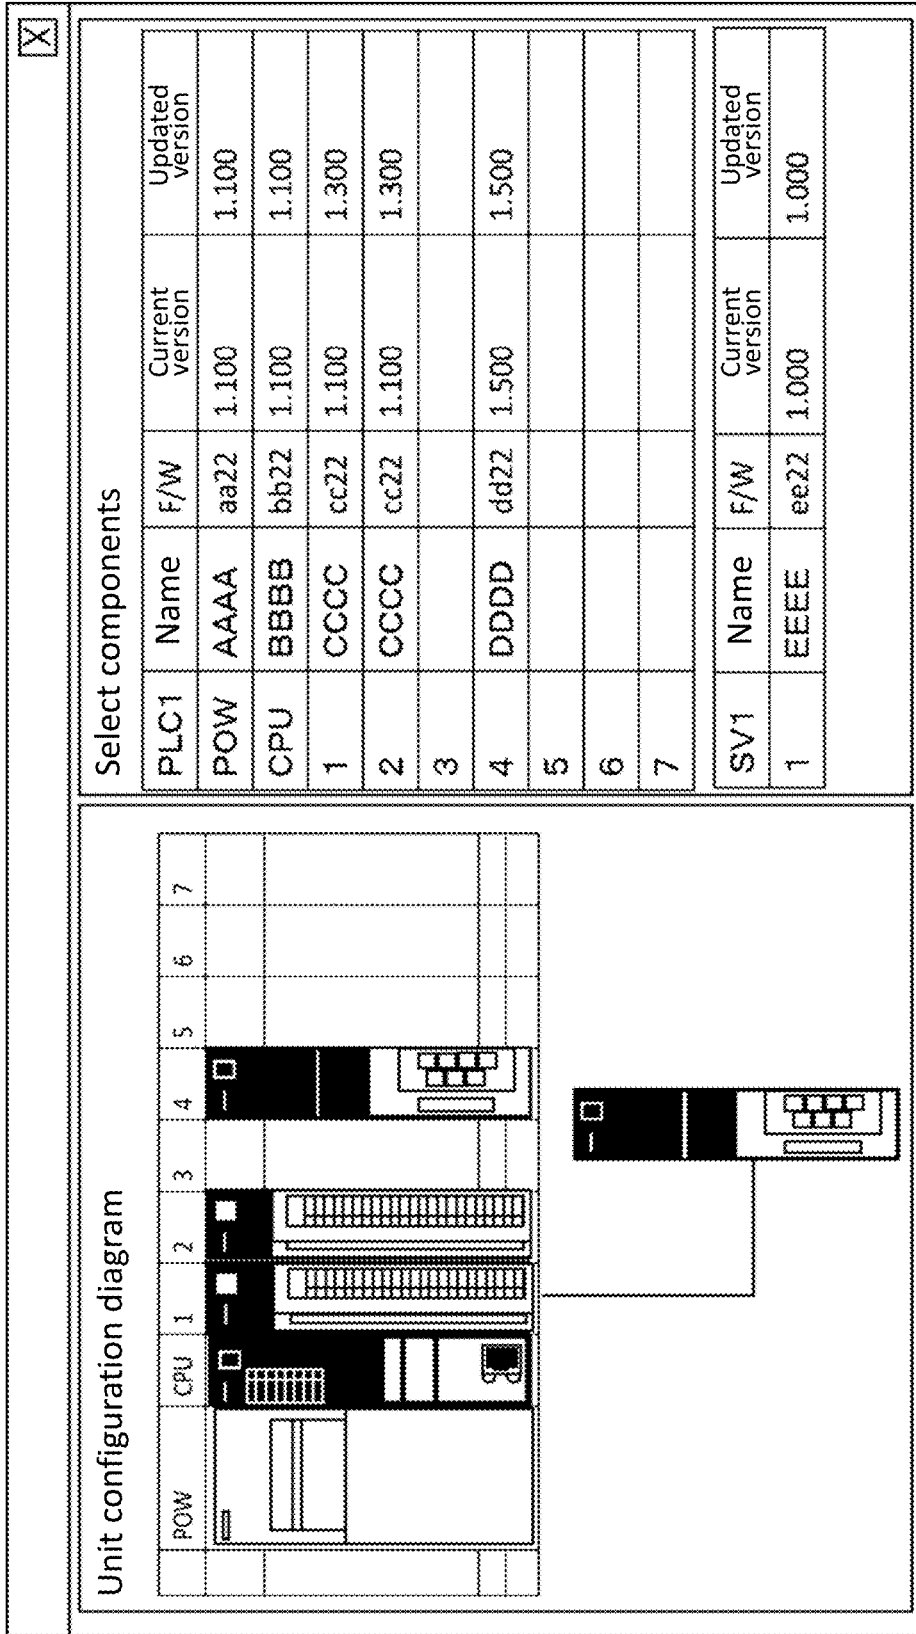 X
Unit configuration diagram
POW CPU 1 2 3 4 5 6 7
Select components
PLC1 Name F/W Current version Updated version
POW AAAA aa22 1.100 1.100
CPU BBBB bb22 1.100 1.100
1 CCCC cc22 1.100 1.300
2 CCCC cc22 1.100 1.300
3
4 DDDD dd22 1.500 1.500
5
6
7
SV1 Name F/W Current version Updated version
1 EEEE ee22 1.000 1.000